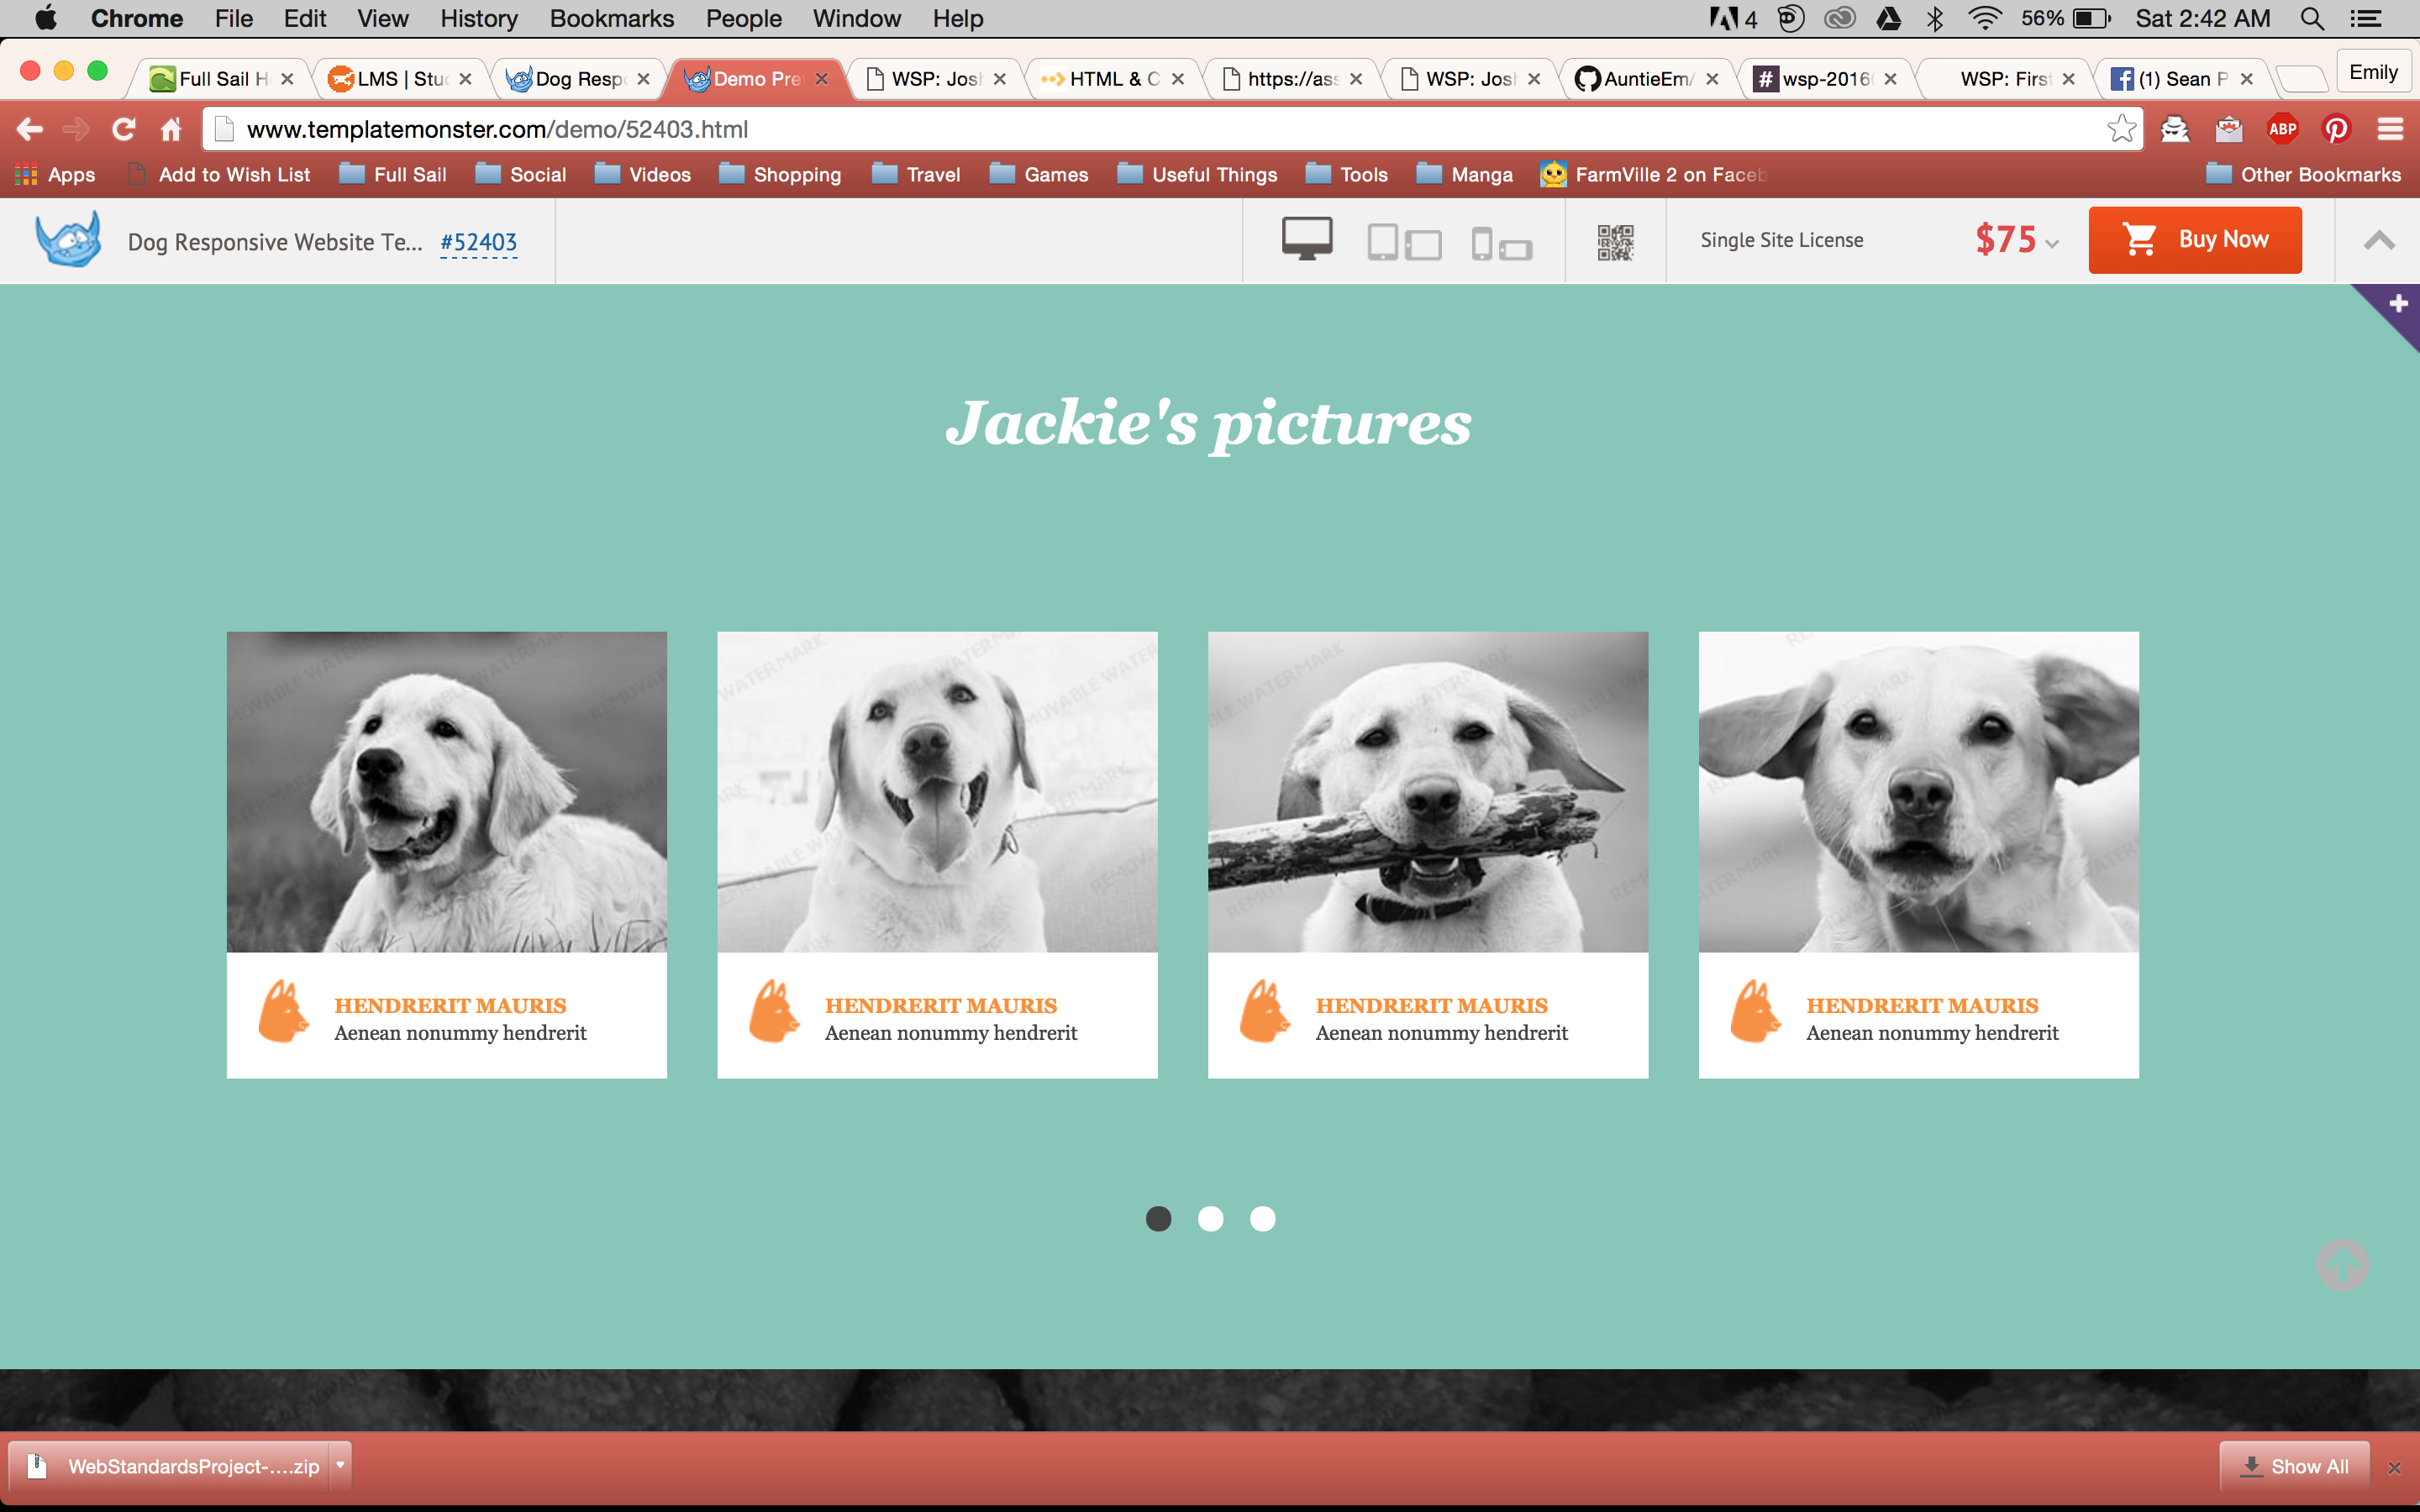 Chrome File Edit View History Bookmarks People Window Help 4 56% Sat 2:42 AM
Full Sail H LMS | Stu Dog Resp Demo Pre WSP: Josh HTML & C https://ass WSP: Josh AuntieEm/ # wsp-2016 WSP: First (1) Sean P Emily
www.templatemonster.com/demo/52403.html ABP
Apps Add to Wish List Full Sail Social Videos Shopping Travel Games Useful Things Tools Manga FarmVille 2 on Faceb Other Bookmarks
Dog Responsive Website Te... #52403 Single Site License $75 Buy Now
Jackie's pictures
REMOVABLE WATERMARK
HENDRERIT MAURIS HENDRERIT MAURIS HENDRERIT MAURIS HENDRERIT MAURIS
Aenean nonummy hendrerit Aenean nonummy hendrerit Aenean nonummy hendrerit Aenean nonummy hendrerit
WebStandardsProject-....zip Show All